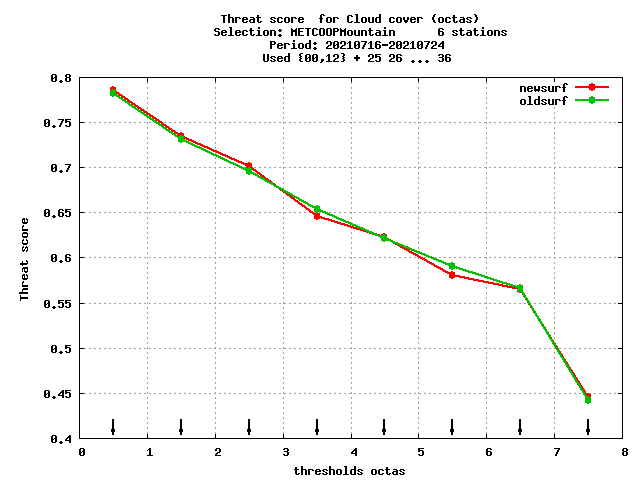 Threat score  for Cloud cover (octas)
Selection: METCOOPMountain      6 stations
Period: 20210716-20210724
Used {00,12} + 25 26 ... 36
newsurf
oldsurf
0.8
0.75
0.7
0.65
0.6
0.55
0.5
0.45
0.4
Threat score
0 1 2 3 4 5 6 7 8
thresholds octas